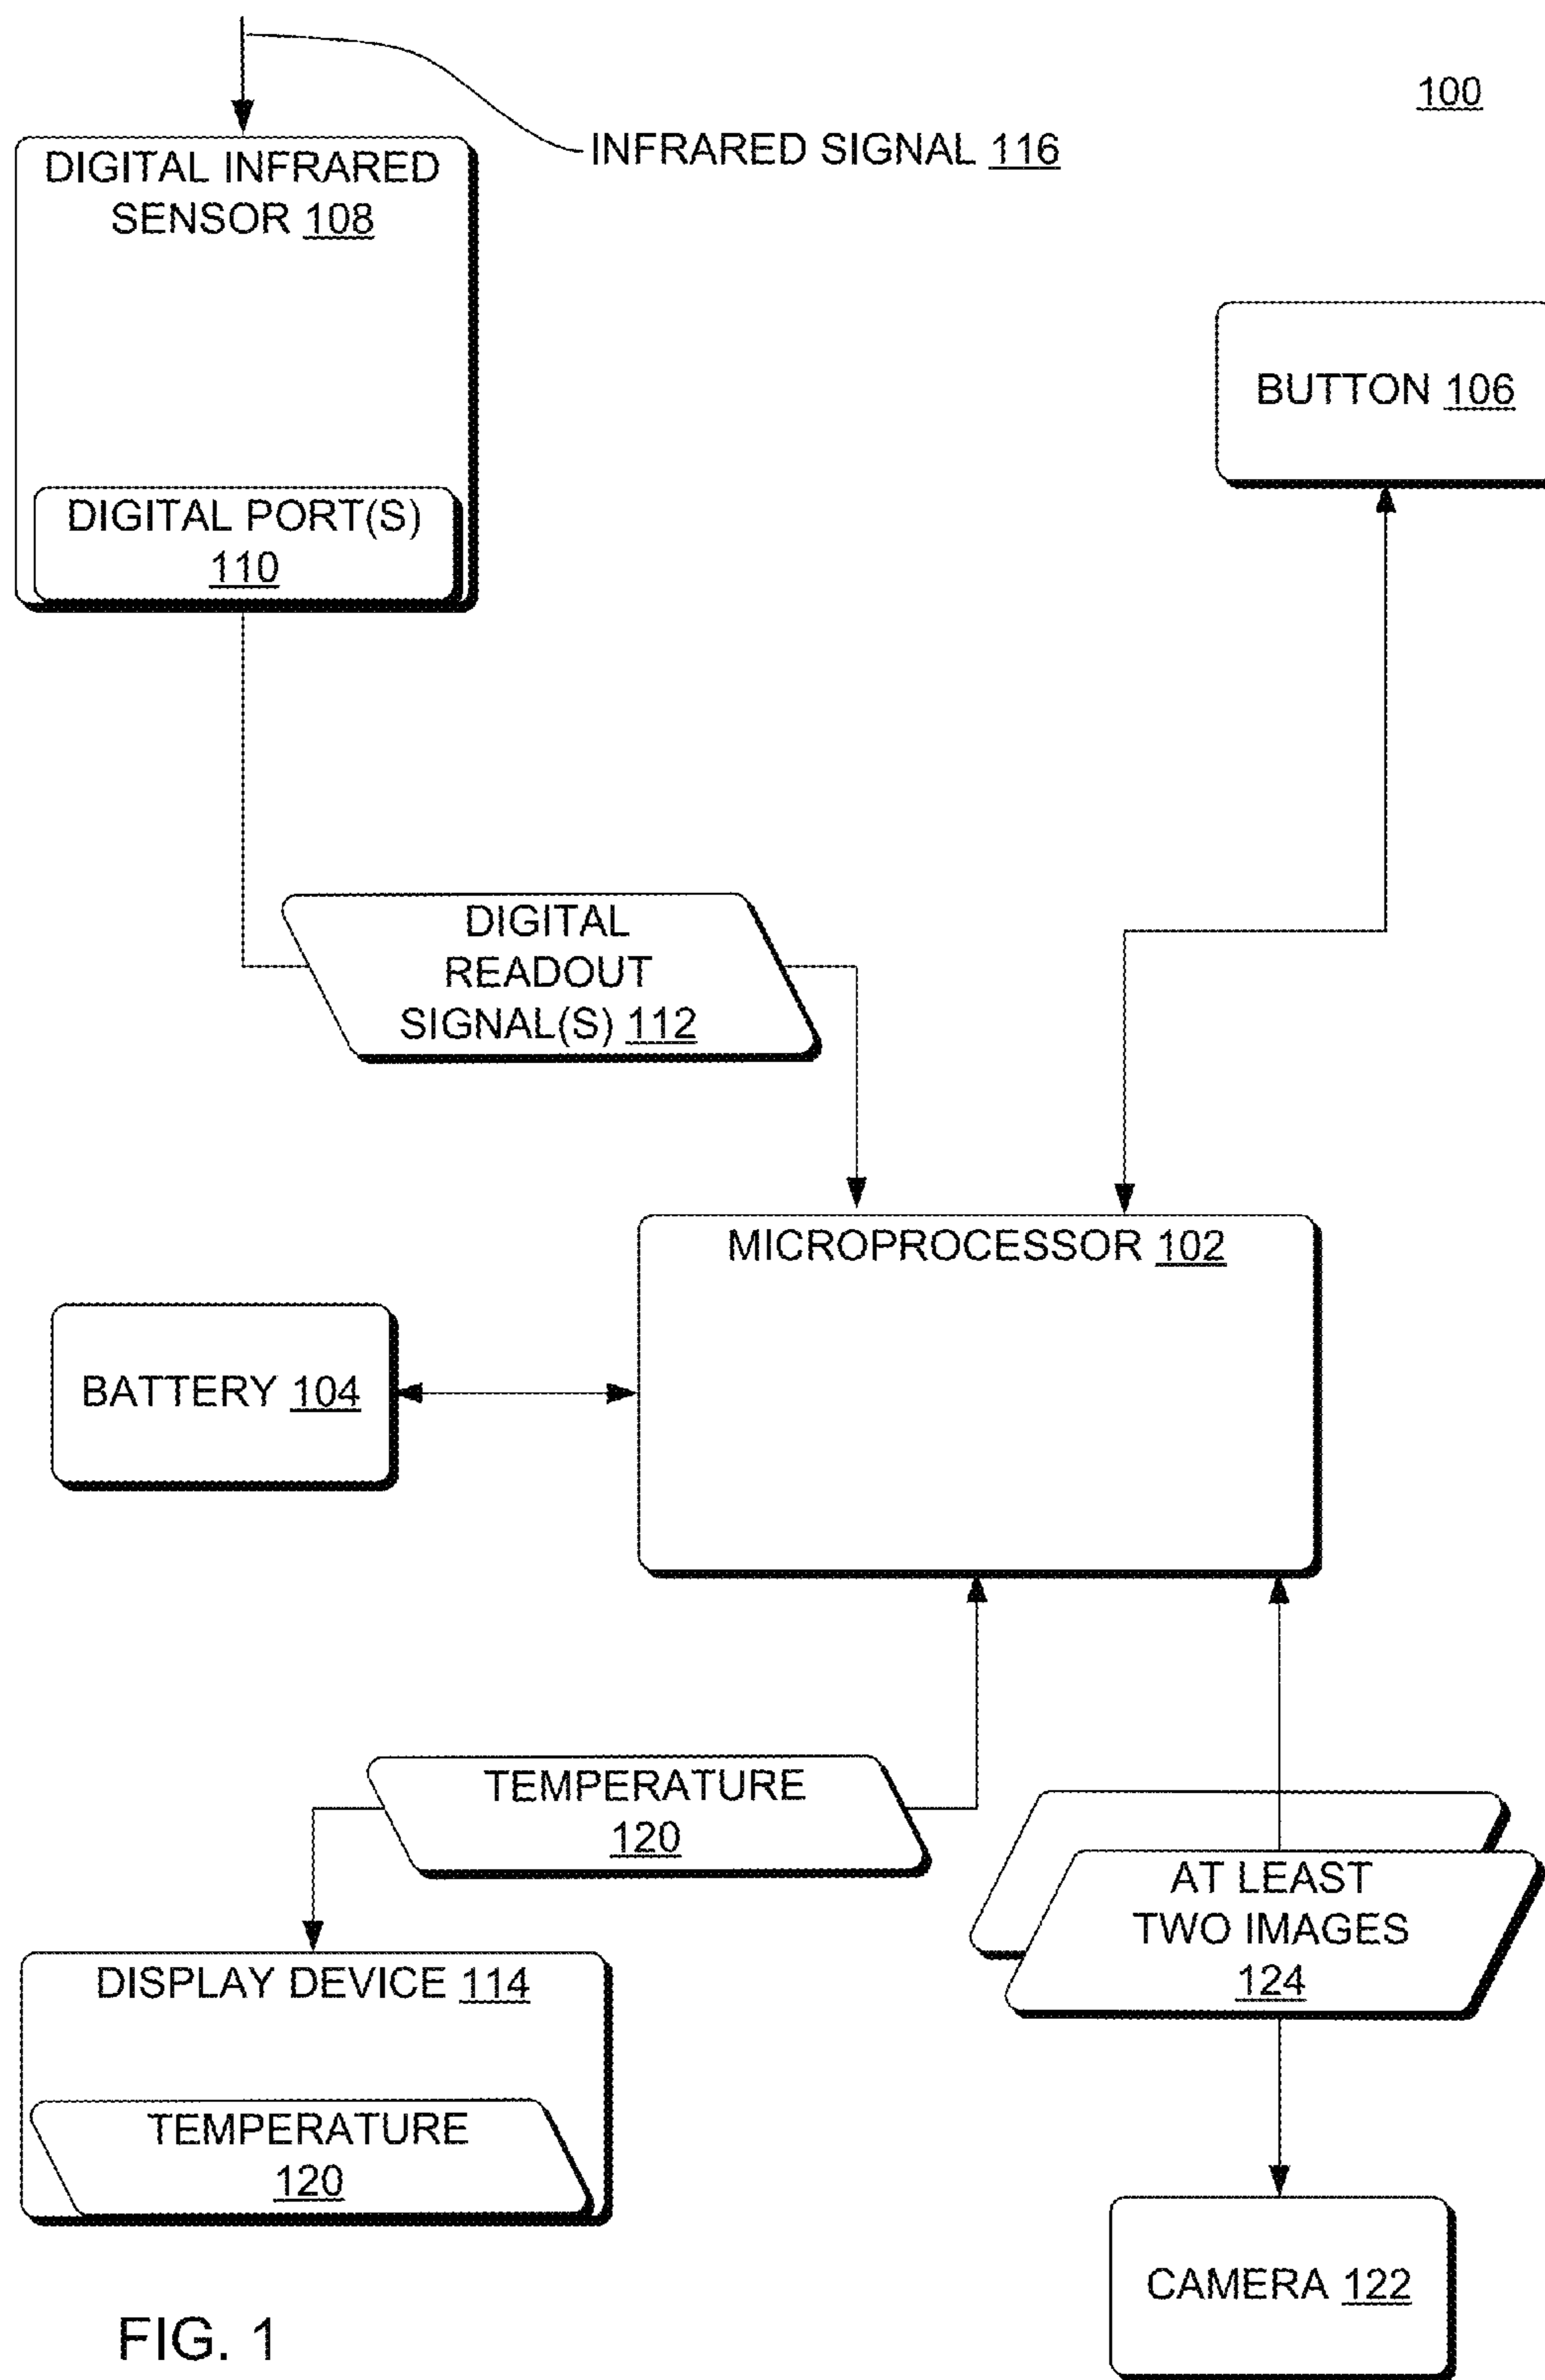 100
INFRARED SIGNAL 116
DIGITAL INFRARED
SENSOR 108
DIGITAL PORT(S)
110
BUTTON 106
DIGITAL
READOUT
SIGNAL(S) 112
MICROPROCESSOR 102
BATTERY 104
TEMPERATURE
120
AT LEAST
TWO IMAGES
124
DISPLAY DEVICE 114
TEMPERATURE
120
CAMERA 122
FIG. 1